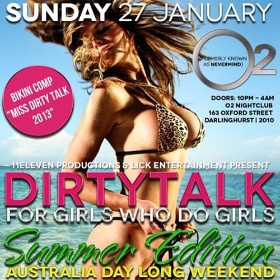 SUNDAY 27 JANUARY
O2
(FORMERLY KNOWN
AS NEVERMIND)
BIKINI COMP
"MISS DIRTY TALK
2013"
DOORS: 10PM - 4AM
O2 NIGHTCLUB
163 OXFORD STREET
DARLINGHURST | 2010
11ELEVEN PRODUCTIONS & LICK ENTERTAINMENT PRESENT
DIRTYTALK
FOR GIRLS WHO DO GIRLS
Summer Edition
AUSTRALIA DAY LONG WEEKEND